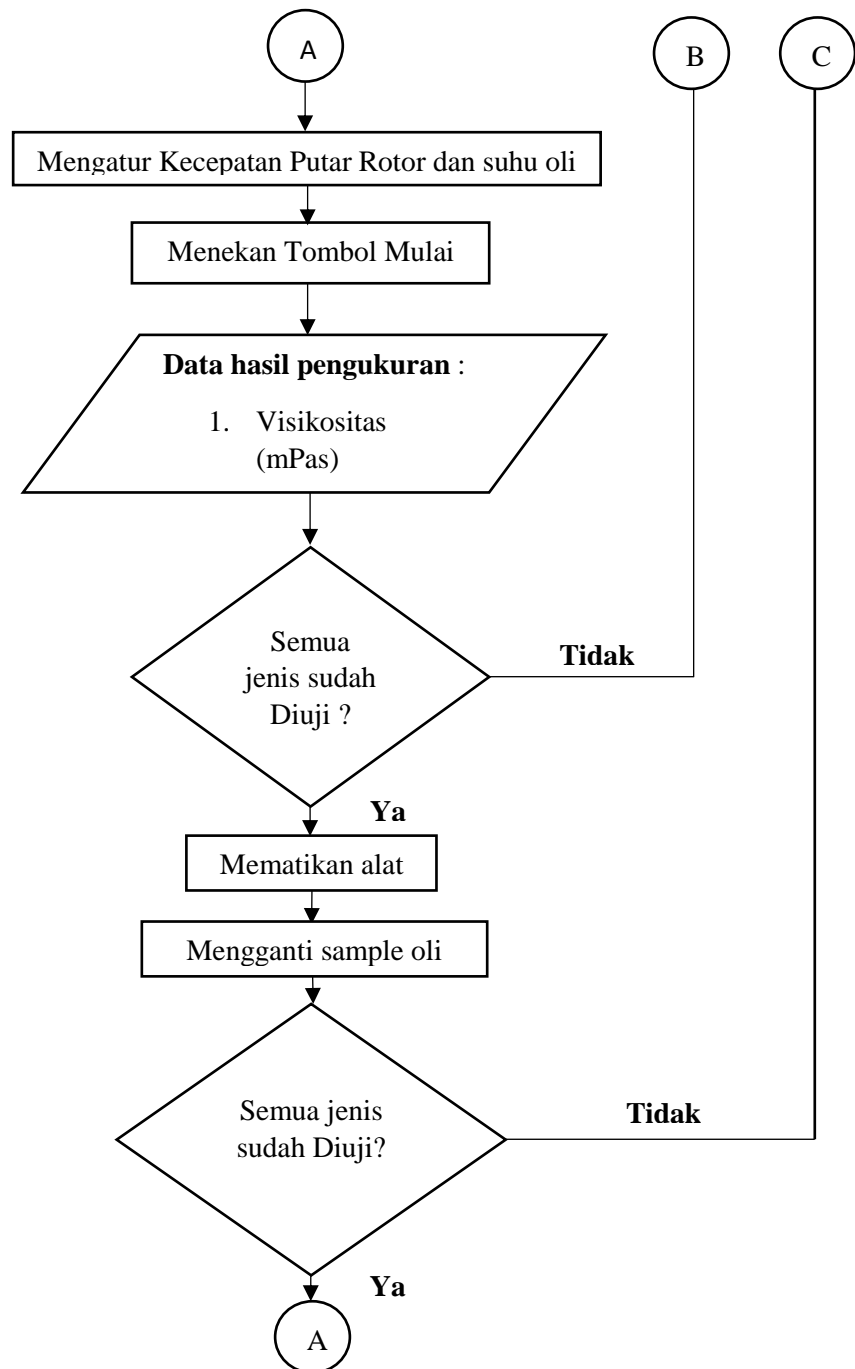 A
B
C
Mengatur Kecepatan Putar Rotor dan suhu oli
Menekan Tombol Mulai
Data hasil pengukuran :
1. Visikositas
(mPas)
Semua
jenis sudah
Diuji ?
Tidak
Ya
Mematikan alat
Mengganti sample oli
Semua jenis
sudah Diuji?
Tidak
Ya
A